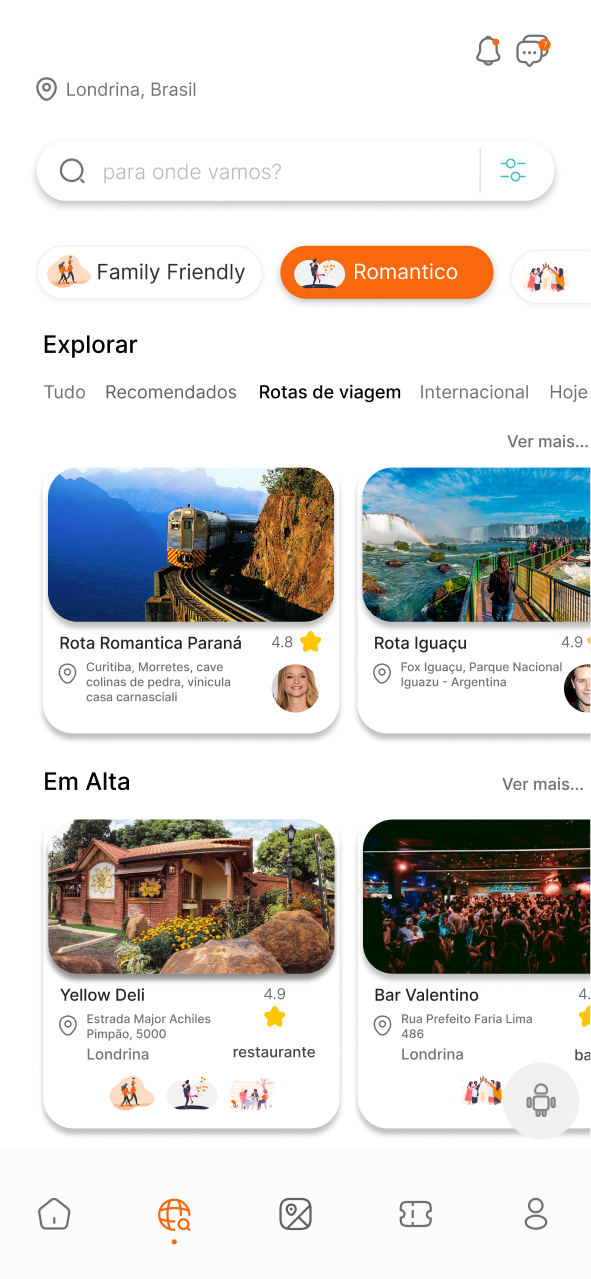 7
Londrina, Brasil
para onde vamos?
Family Friendly
Romantico
Explorar
Tudo Recomendados Rotas de viagem Internacional Hoje
Ver mais...
Rota Romantica Paraná 4.8
Curitiba, Morretes, cave
colinas de pedra, vinicula
casa carnasciali
Rota Iguaçu 4.9
Fox Iguaçu, Parque Nacional
Iguazu - Argentina
Em Alta Ver mais...
Yellow Deli 4.9
Estrada Major Achiles
Pimpão, 5000
Londrina restaurante
Bar Valentino 4.
Rua Prefeito Faria Lima
486
Londrina ba